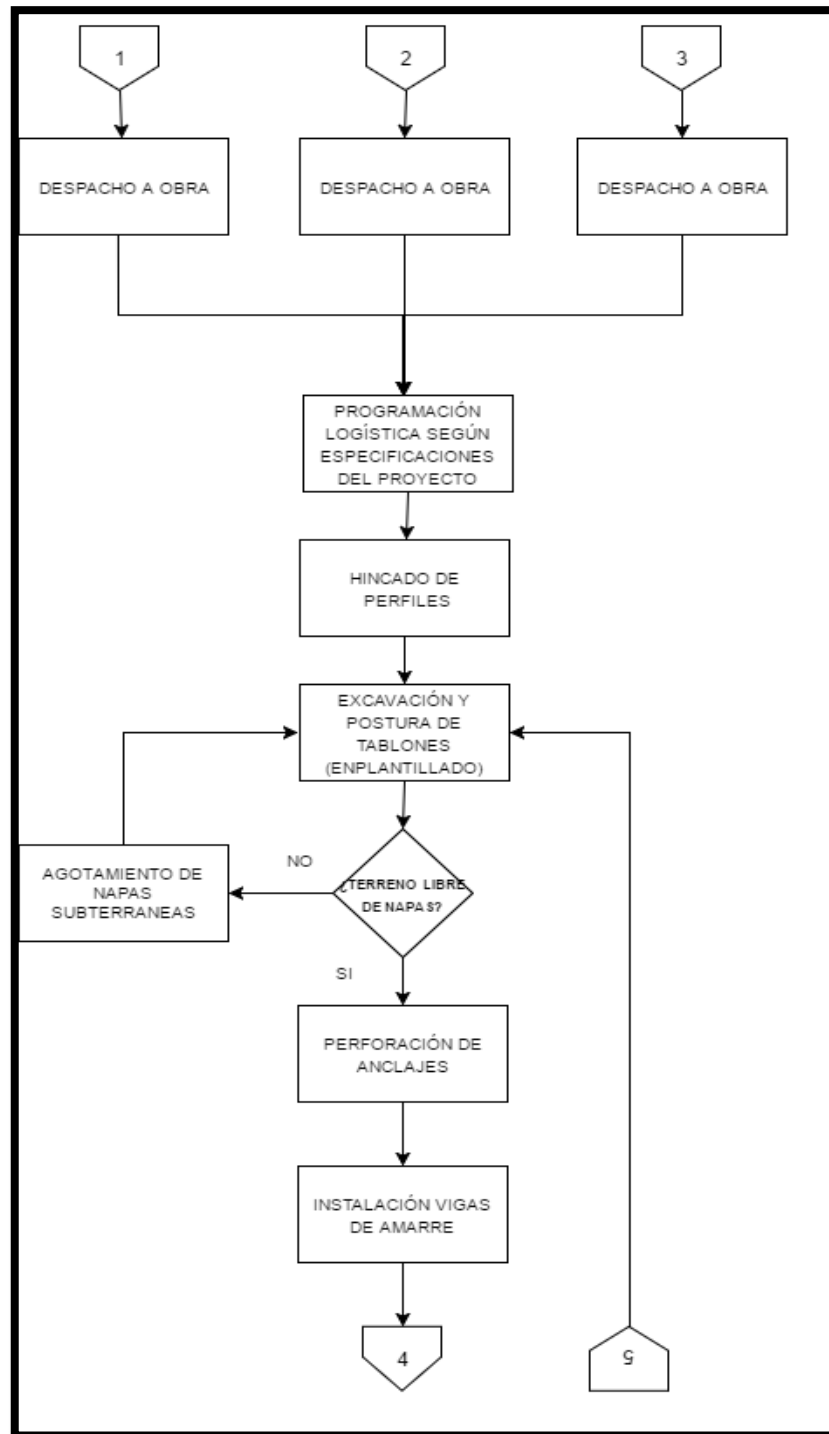 1
2
3
DESPACHO A OBRA
DESPACHO A OBRA
DESPACHO A OBRA
PROGRAMACIÓN
LOGÍSTICA SEGÚN
ESPECIFICACIONES
DEL PROYECTO
HINCADO DE
PERFILES
EXCAVACIÓN Y
POSTURA DE
TABLONES
(ENPLANTILLADO)
NO
AGOTAMIENTO DE
NAPAS
SUBTERRANEAS
¿TERRENO LIBRE
DE NAPAS?
SI
PERFORACIÓN DE
ANCLAJES
INSTALACIÓN VIGAS
DE AMARRE
4
5